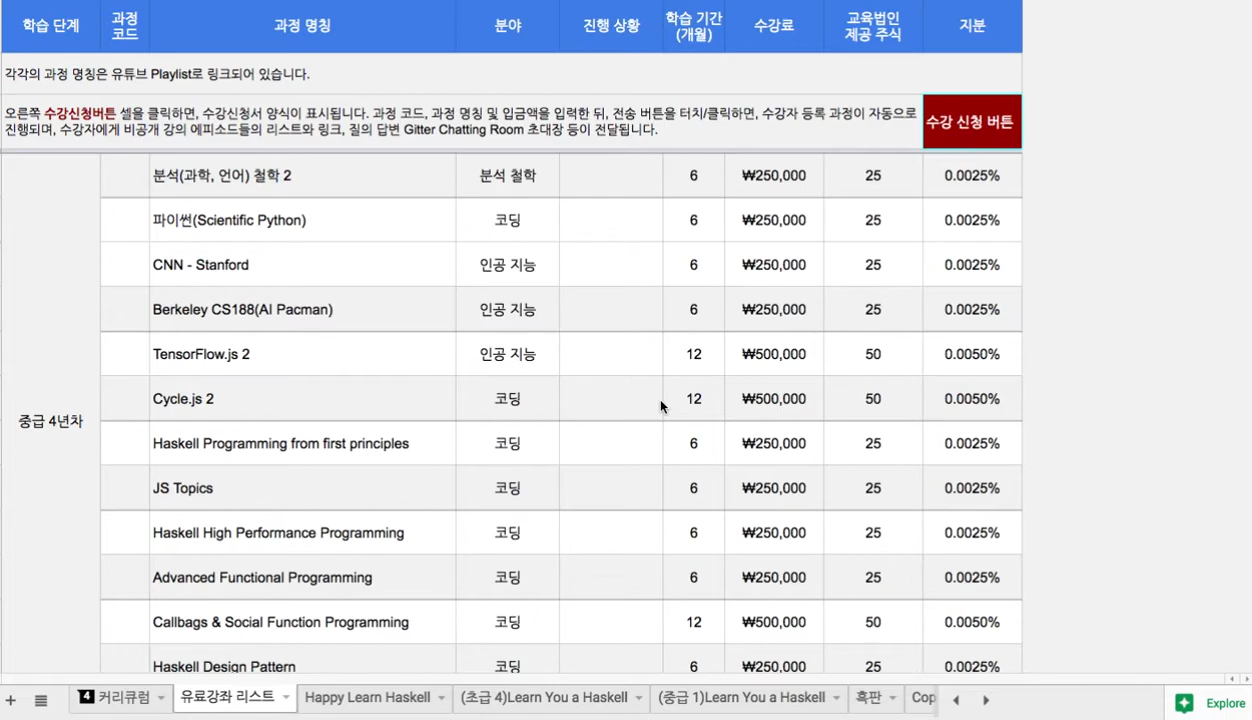 학습 단계 과정 코드 과정 명칭 분야 진행 상황 학습 기간 (개월) 수강료 교육법인 제공 주식 지분
각각의 과정 명칭은 유튜브 Playlist로 링크되어 있습니다.
오른쪽 수강신청버튼 셀을 클릭하면, 수강신청서 양식이 표시됩니다. 과정 코드, 과정 명칭 및 입금액을 입력한 뒤, 전송 버튼을 터치/클릭하면, 수강자 등록 과정이 자동으로
진행되며, 수강자에게 비공개 강의 에피소드들의 리스트와 링크, 질의 답변 Gitter Chatting Room 초대장 등이 전달됩니다.
수강 신청 버튼
분석(과학, 언어) 철학 2 분석 철학 6 ₩250,000 25 0.0025%
파이썬(Scientific Python) 코딩 6 ₩250,000 25 0.0025%
CNN - Stanford 인공 지능 6 ₩250,000 25 0.0025%
Berkeley CS188(AI Pacman) 인공 지능 6 ₩250,000 25 0.0025%
TensorFlow.js 2 인공 지능 12 ₩500,000 50 0.0050%
Cycle.js 2 코딩 12 ₩500,000 50 0.0050%
중급 4년차
Haskell Programming from first principles 코딩 6 ₩250,000 25 0.0025%
JS Topics 코딩 6 ₩250,000 25 0.0025%
Haskell High Performance Programming 코딩 6 ₩250,000 25 0.0025%
Advanced Functional Programming 코딩 6 ₩250,000 25 0.0025%
Callbags & Social Function Programming 코딩 12 ₩500,000 50 0.0050%
Haskell Design Pattern 코딩 6 ₩250,000 25 0.0025%
4 커리큐럼 유료강좌 리스트 Happy Learn Haskell (초급 4)Learn You a Haskell (중급 1)Learn You a Haskell 흑판 Cop Explore